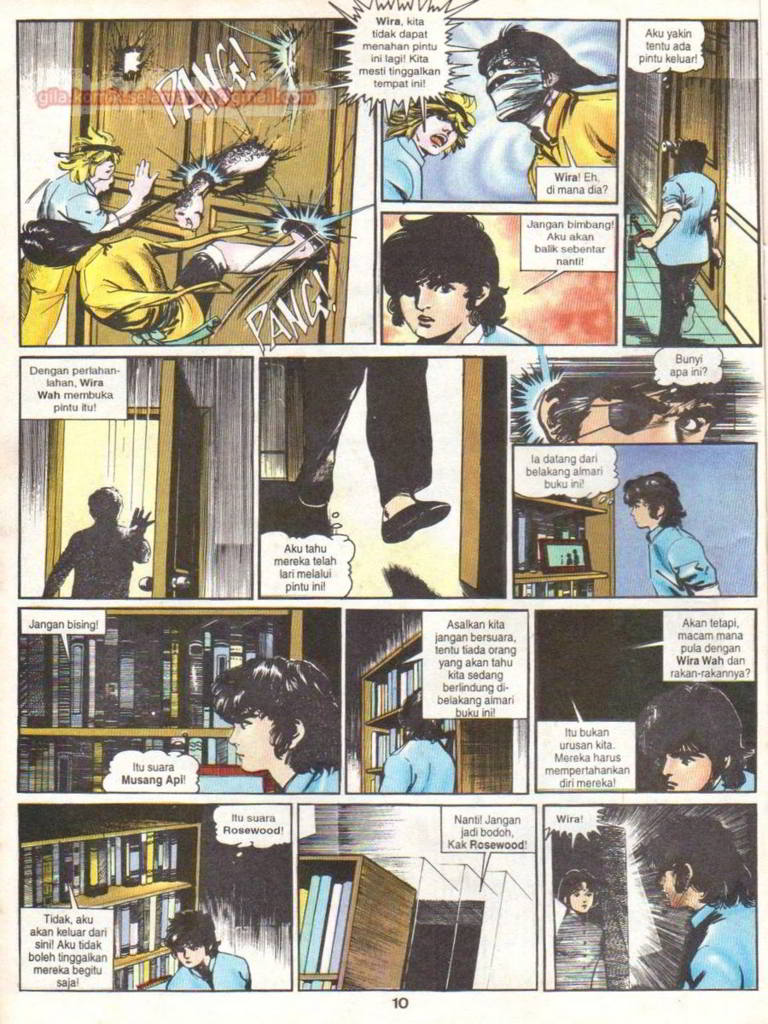 Wira, kita
tidak dapat
menahan pintu
ini lagi! Kita
mesti tinggalkan
tempat ini!
PANG!
PANG!
Wira! Eh,
di mana dia?
Jangan bimbang!
Aku akan
balik sebentar
nanti!
Aku yakin
tentu ada
pintu keluar!
Dengan perlahan-
lahan, Wira
Wah membuka
pintu itu!
Aku tahu
mereka telah
lari melalui
pintu ini!
Bunyi
apa ini?
Ia datang dari
belakang almari
buku ini!
Jangan bising!
Itu suara
Musang Api!
Asalkan kita
jangan bersuara,
tentu tiada orang
yang akan tahu
kita sedang
berlindung di-
belakang almari
buku ini!
Akan tetapi,
macam mana
pula dengan
Wira Wah dan
rakan-rakannya?
Itu bukan
urusan kita.
Mereka harus
mempertahankan
diri mereka!
Itu suara
Rosewood!
Tidak, aku
akan keluar dari
sini! Aku tidak
boleh tinggalkan
mereka begitu
saja!
Nanti! Jangan
jadi bodoh,
Kak Rosewood!
Wira!
10